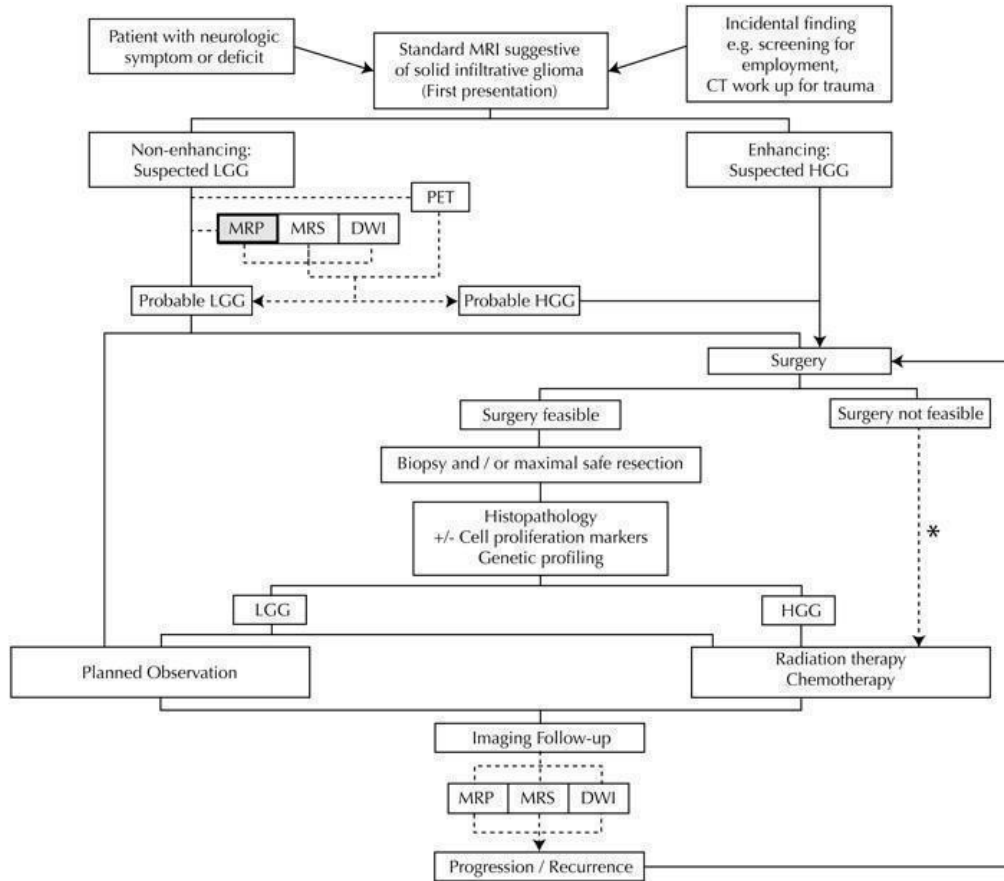 Patient with neurologic
symptom or deficit
Standard MRI suggestive
of solid infiltrative glioma
(First presentation)
Incidental finding
e.g. screening for
employment,
CT work up for trauma
Non-enhancing:
Suspected LGG
Enhancing:
Suspected HGG
PET
MRP
MRS
DWI
Probable LGG
Probable HGG
Surgery
Surgery feasible
Surgery not feasible
Biopsy and / or maximal safe resection
Histopathology
+/- Cell proliferation markers
Genetic profiling
*
LGG
HGG
Planned Observation
Radiation therapy
Chemotherapy
Imaging Follow-up
MRP
MRS
DWI
Progression / Recurrence